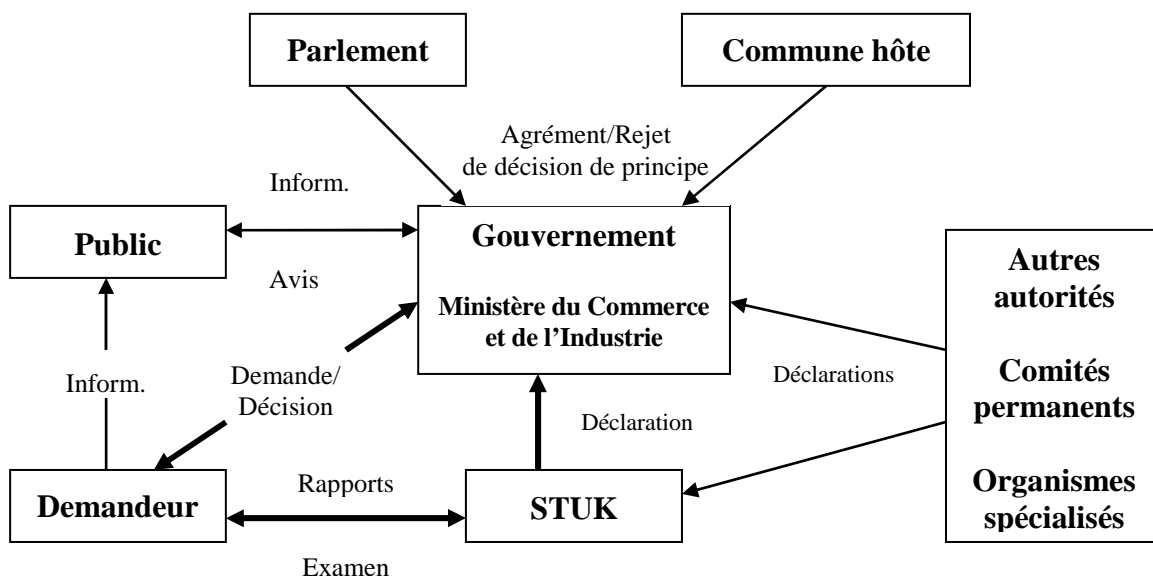 Parlement
Commune hôte
Agrément/Rejet
de décision de principe
Inform.
Public
Avis
Gouvernement
Ministère du Commerce
et de l’Industrie
Autres
autorités
Comités
permanents
Organismes
spécialisés
Inform.
Demande/
Décision
Déclaration
Déclarations
Demandeur
Rapports
Examen
STUK